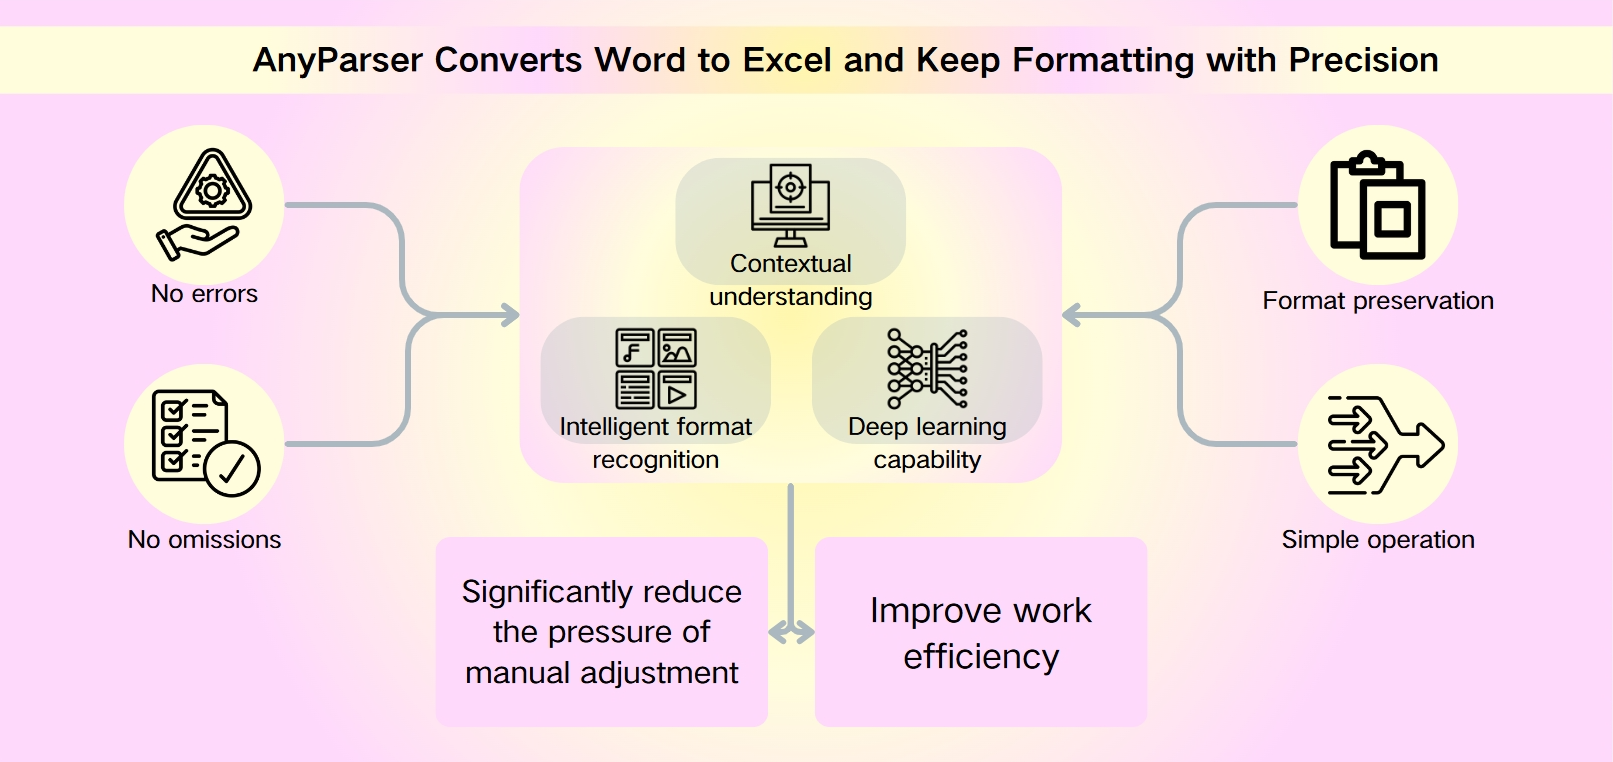 AnyParser Converts Word to Excel and Keep Formatting with Precision
No errors
No omissions
Contextual
understanding
Intelligent format
recognition
Deep learning
capability
Format preservation
Simple operation
Significantly reduce
the pressure of
manual adjustment
Improve work
efficiency